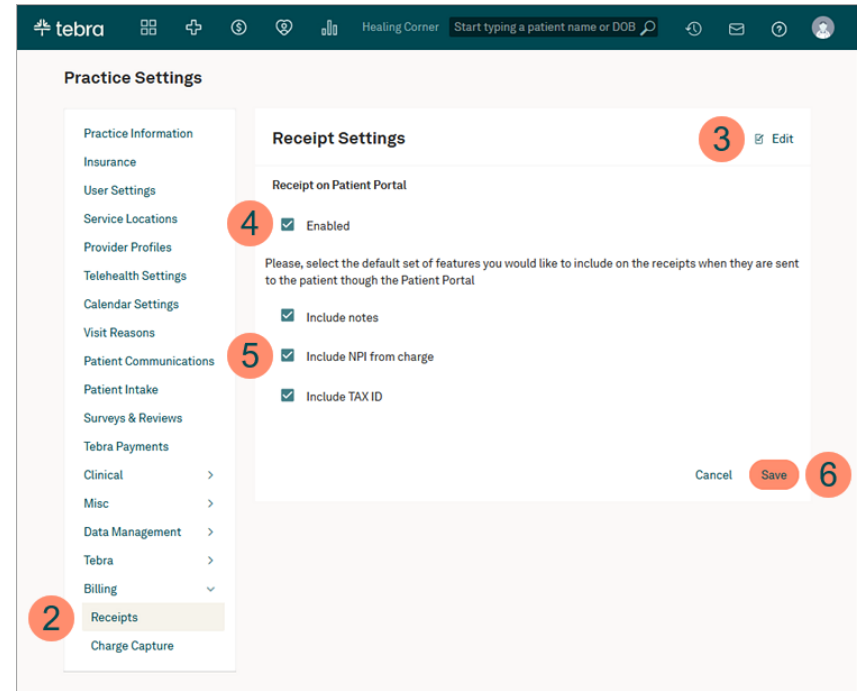 tebra
Healing Corner
Start typing a patient name or DOB
Practice Settings
Practice Information
Insurance
User Settings
Service Locations
Provider Profiles
Telehealth Settings
Calendar Settings
Visit Reasons
Patient Communications
Patient Intake
Surveys & Reviews
Tebra Payments
Clinical
Misc
Data Management
Tebra
Billing
2
Receipts
Charge Capture
Receipt Settings
3
Edit
Receipt on Patient Portal
4
Enabled
Please, select the default set of features you would like to include on the receipts when they are sent
to the patient though the Patient Portal
Include notes
5
Include NPI from charge
Include TAX ID
Cancel
Save
6